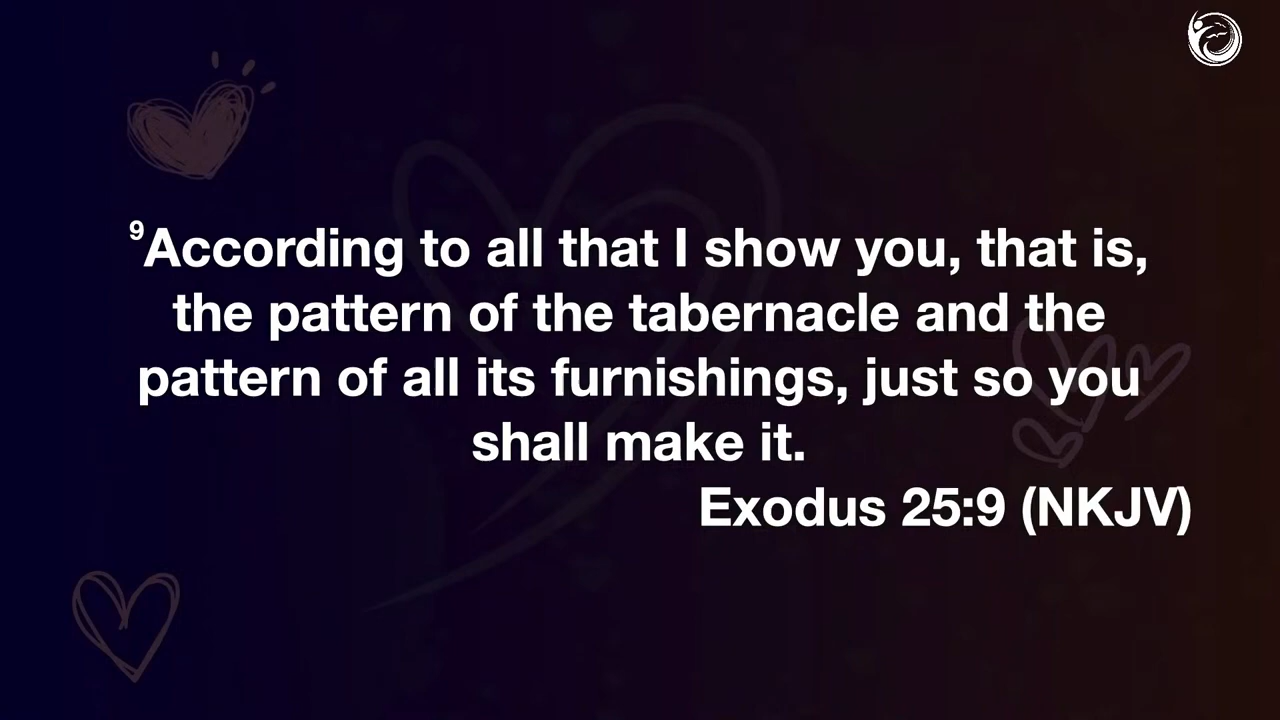 ⁹According to all that I show you, that is,
the pattern of the tabernacle and the
pattern of all its furnishings, just so you
shall make it.
Exodus 25:9 (NKJV)